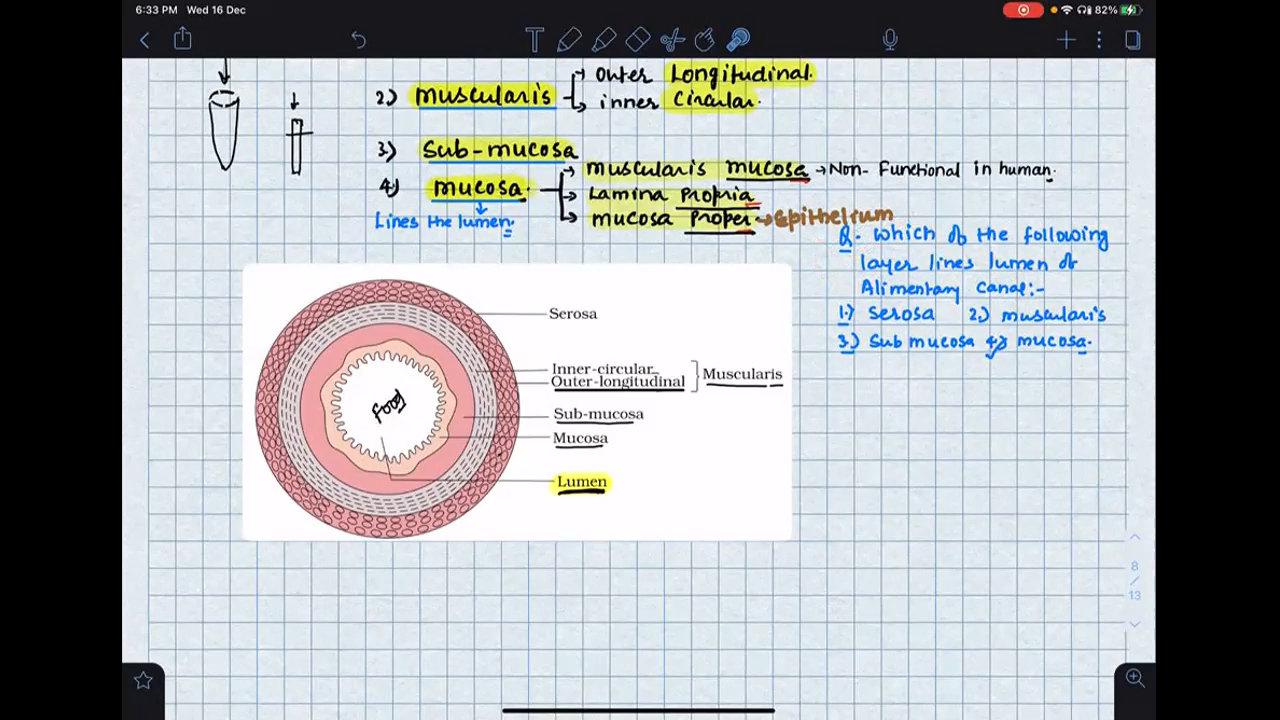 6:33 PM Wed 16 Dec
82%
2) muscularis
outer Longitudinal.
inner Circular.
3) Sub-mucosa
4) mucosa.
muscularis mucosa → Non-Functional in human.
Lamina Propria
mucosa Proper → Epithelium
Lines the lumen.
Q. which of the following
layer lines lumen of
Alimentary Canal:-
1.) Serosa 2.) muscularis
3.) Sub mucosa 4.) mucosa.
Serosa
Inner-circular
Outer-longitudinal
Muscularis
Sub-mucosa
Mucosa
Lumen
Food
8
/
13
T